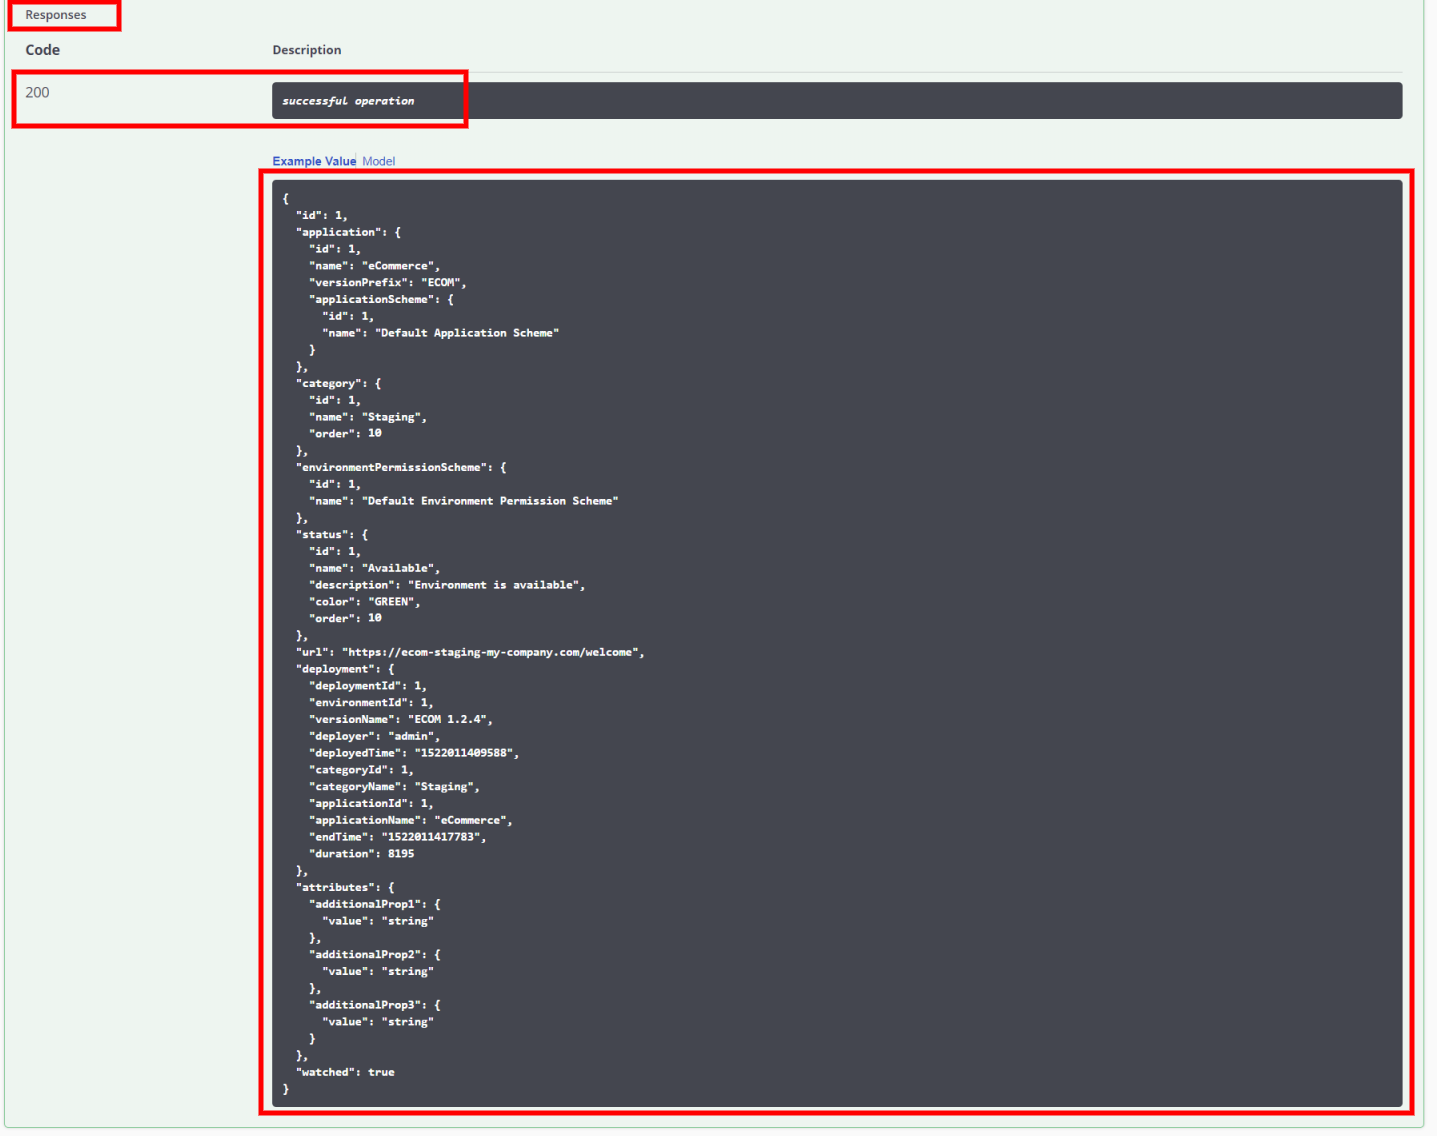 Responses
Code Description
200 successful operation
Example Value Model
{
  "id": 1,
  "application": {
    "id": 1,
    "name": "eCommerce",
    "versionPrefix": "ECOM",
    "applicationScheme": {
      "id": 1,
      "name": "Default Application Scheme"
    }
  },
  "category": {
    "id": 1,
    "name": "Staging",
    "order": 10
  },
  "environmentPermissionScheme": {
    "id": 1,
    "name": "Default Environment Permission Scheme"
  },
  "status": {
    "id": 1,
    "name": "Available",
    "description": "Environment is available",
    "color": "GREEN",
    "order": 10
  },
  "url": "https://ecom-staging-my-company.com/welcome",
  "deployment": {
    "deploymentId": 1,
    "environmentId": 1,
    "versionName": "ECOM 1.2.4",
    "deployer": "admin",
    "deployedTime": "1522011409588",
    "categoryId": 1,
    "categoryName": "Staging",
    "applicationId": 1,
    "applicationName": "eCommerce",
    "endTime": "1522011417783",
    "duration": 8195
  },
  "attributes": {
    "additionalProp1": {
      "value": "string"
    },
    "additionalProp2": {
      "value": "string"
    },
    "additionalProp3": {
      "value": "string"
    }
  },
  "watched": true
}